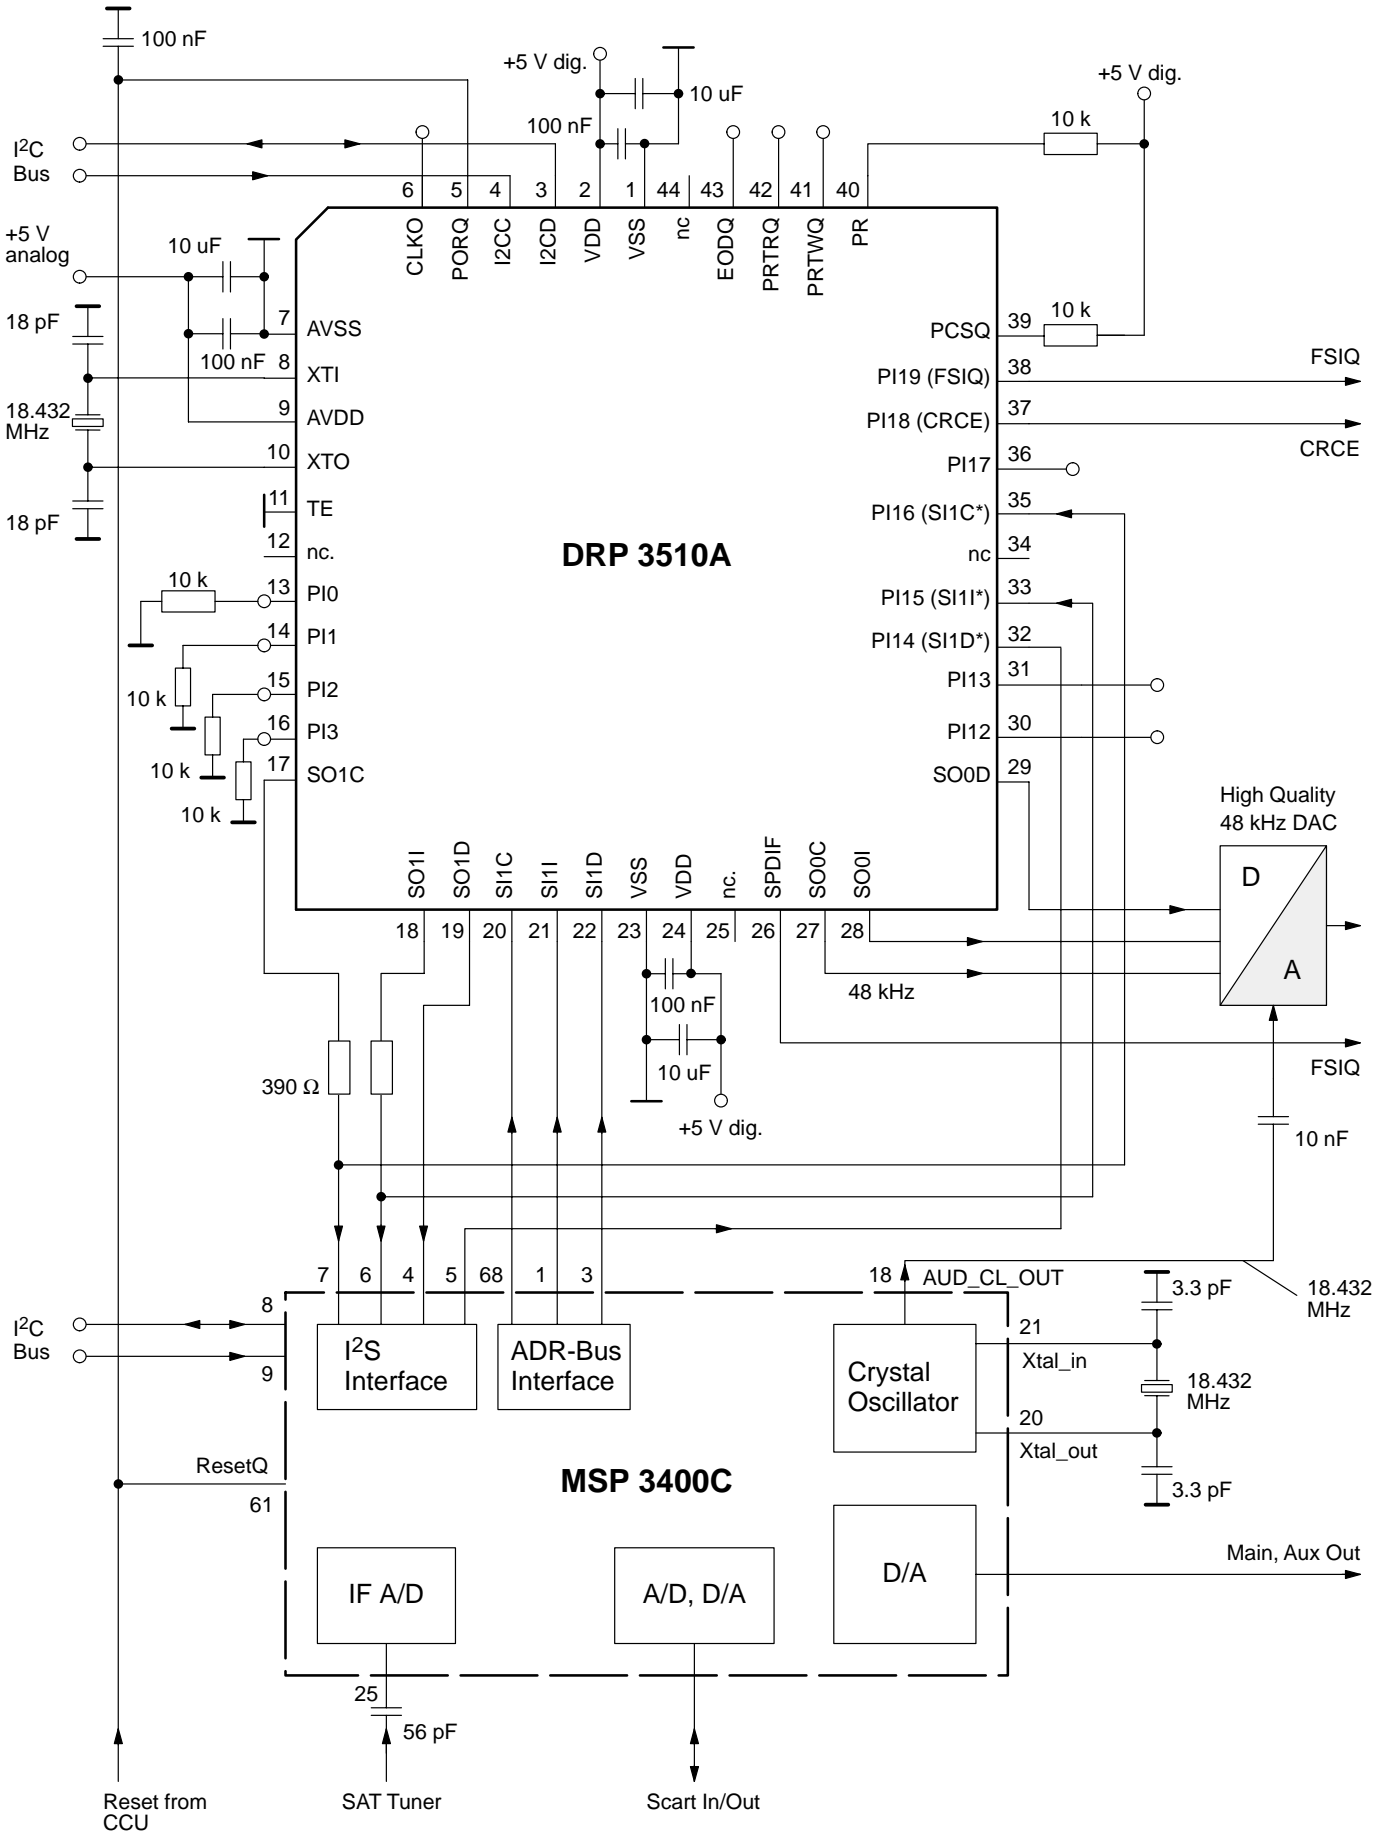 100 nF
+5 V dig.
10 uF
100 nF
+5 V dig.
10 k
I²C
Bus
6
5
4
3
2
1
44
43
42
41
40
CLKO
PORQ
I2CC
I2CD
VDD
VSS
nc
EODQ
PRTRQ
PRTWQ
PR
+5 V
analog
10 uF
100 nF
18 pF
18.432
MHz
18 pF
7
AVSS
8
XTI
9
AVDD
10
XTO
11
TE
12
nc.
10 k
13
PI0
14
PI1
10 k
15
PI2
10 k
16
PI3
10 k
17
SO1C
DRP 3510A
PCSQ
39
10 k
PI19 (FSIQ)
38
FSIQ
PI18 (CRCE)
37
CRCE
PI17
36
PI16 (SI1C*)
35
nc
34
PI15 (SI1I*)
33
PI14 (SI1D*)
32
PI13
31
PI12
30
SO0D
29
High Quality
48 kHz DAC
D
A
SO1I
SO1D
SI1C
SI1I
SI1D
VSS
VDD
nc.
SPDIF
SO0C
SO0I
18
19
20
21
22
23
24
25
26
27
28
100 nF
10 uF
+5 V dig.
48 kHz
FSIQ
390 Ω
10 nF
7
6
4
5
68
1
3
18
AUD_CL_OUT
18.432
MHz
I²C
Bus
8
9
I²S
Interface
ADR-Bus
Interface
Crystal
Oscillator
21
Xtal_in
20
Xtal_out
3.3 pF
18.432
MHz
3.3 pF
ResetQ
61
MSP 3400C
IF A/D
A/D, D/A
D/A
Main, Aux Out
25
56 pF
Reset from
CCU
SAT Tuner
Scart In/Out